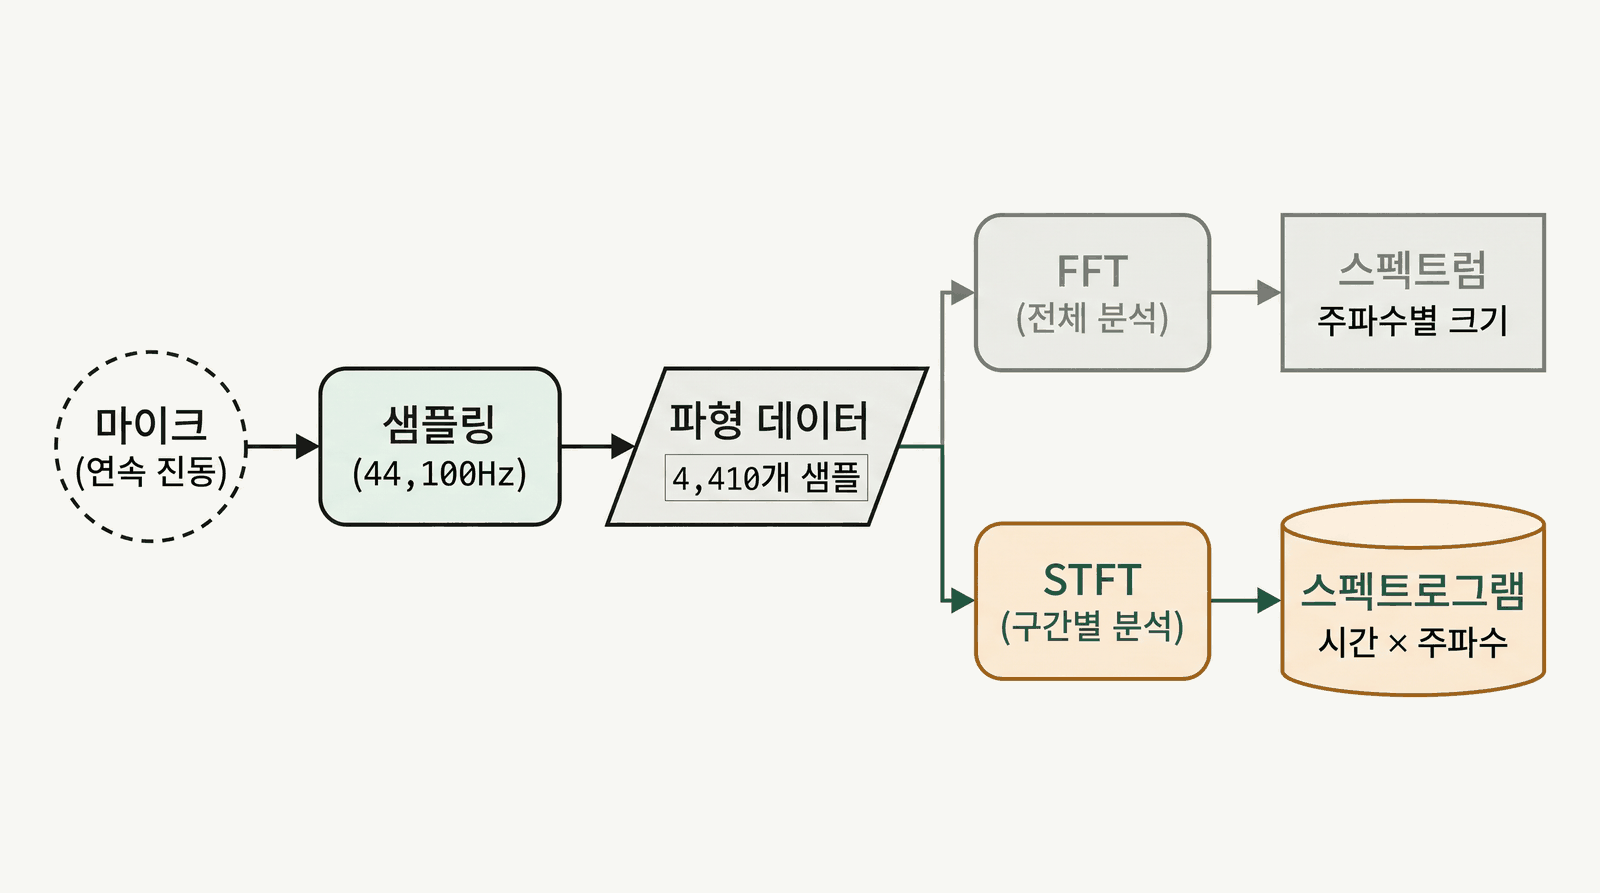 마이크
(연속 진동)
샘플링
(44,100Hz)
파형 데이터
4,410개 샘플
FFT
(전체 분석)
스펙트럼
주파수별 크기
STFT
(구간별 분석)
스펙트로그램
시간 × 주파수